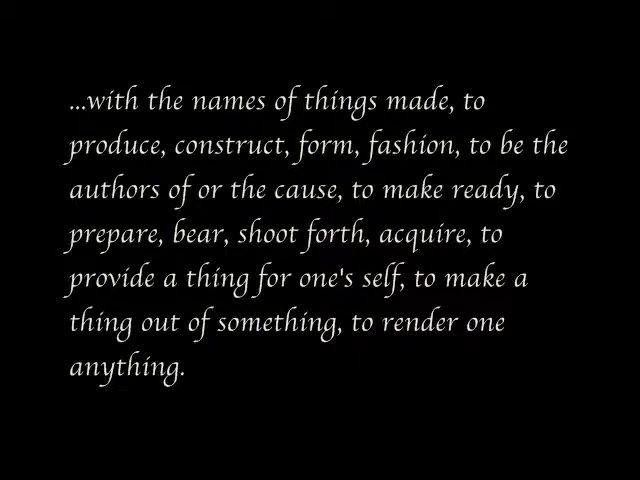 ...with the names of things made, to
produce, construct, form, fashion, to be the
authors of or the cause, to make ready, to
prepare, bear, shoot forth, acquire, to
provide a thing for one's self, to make a
thing out of something, to render one
anything.